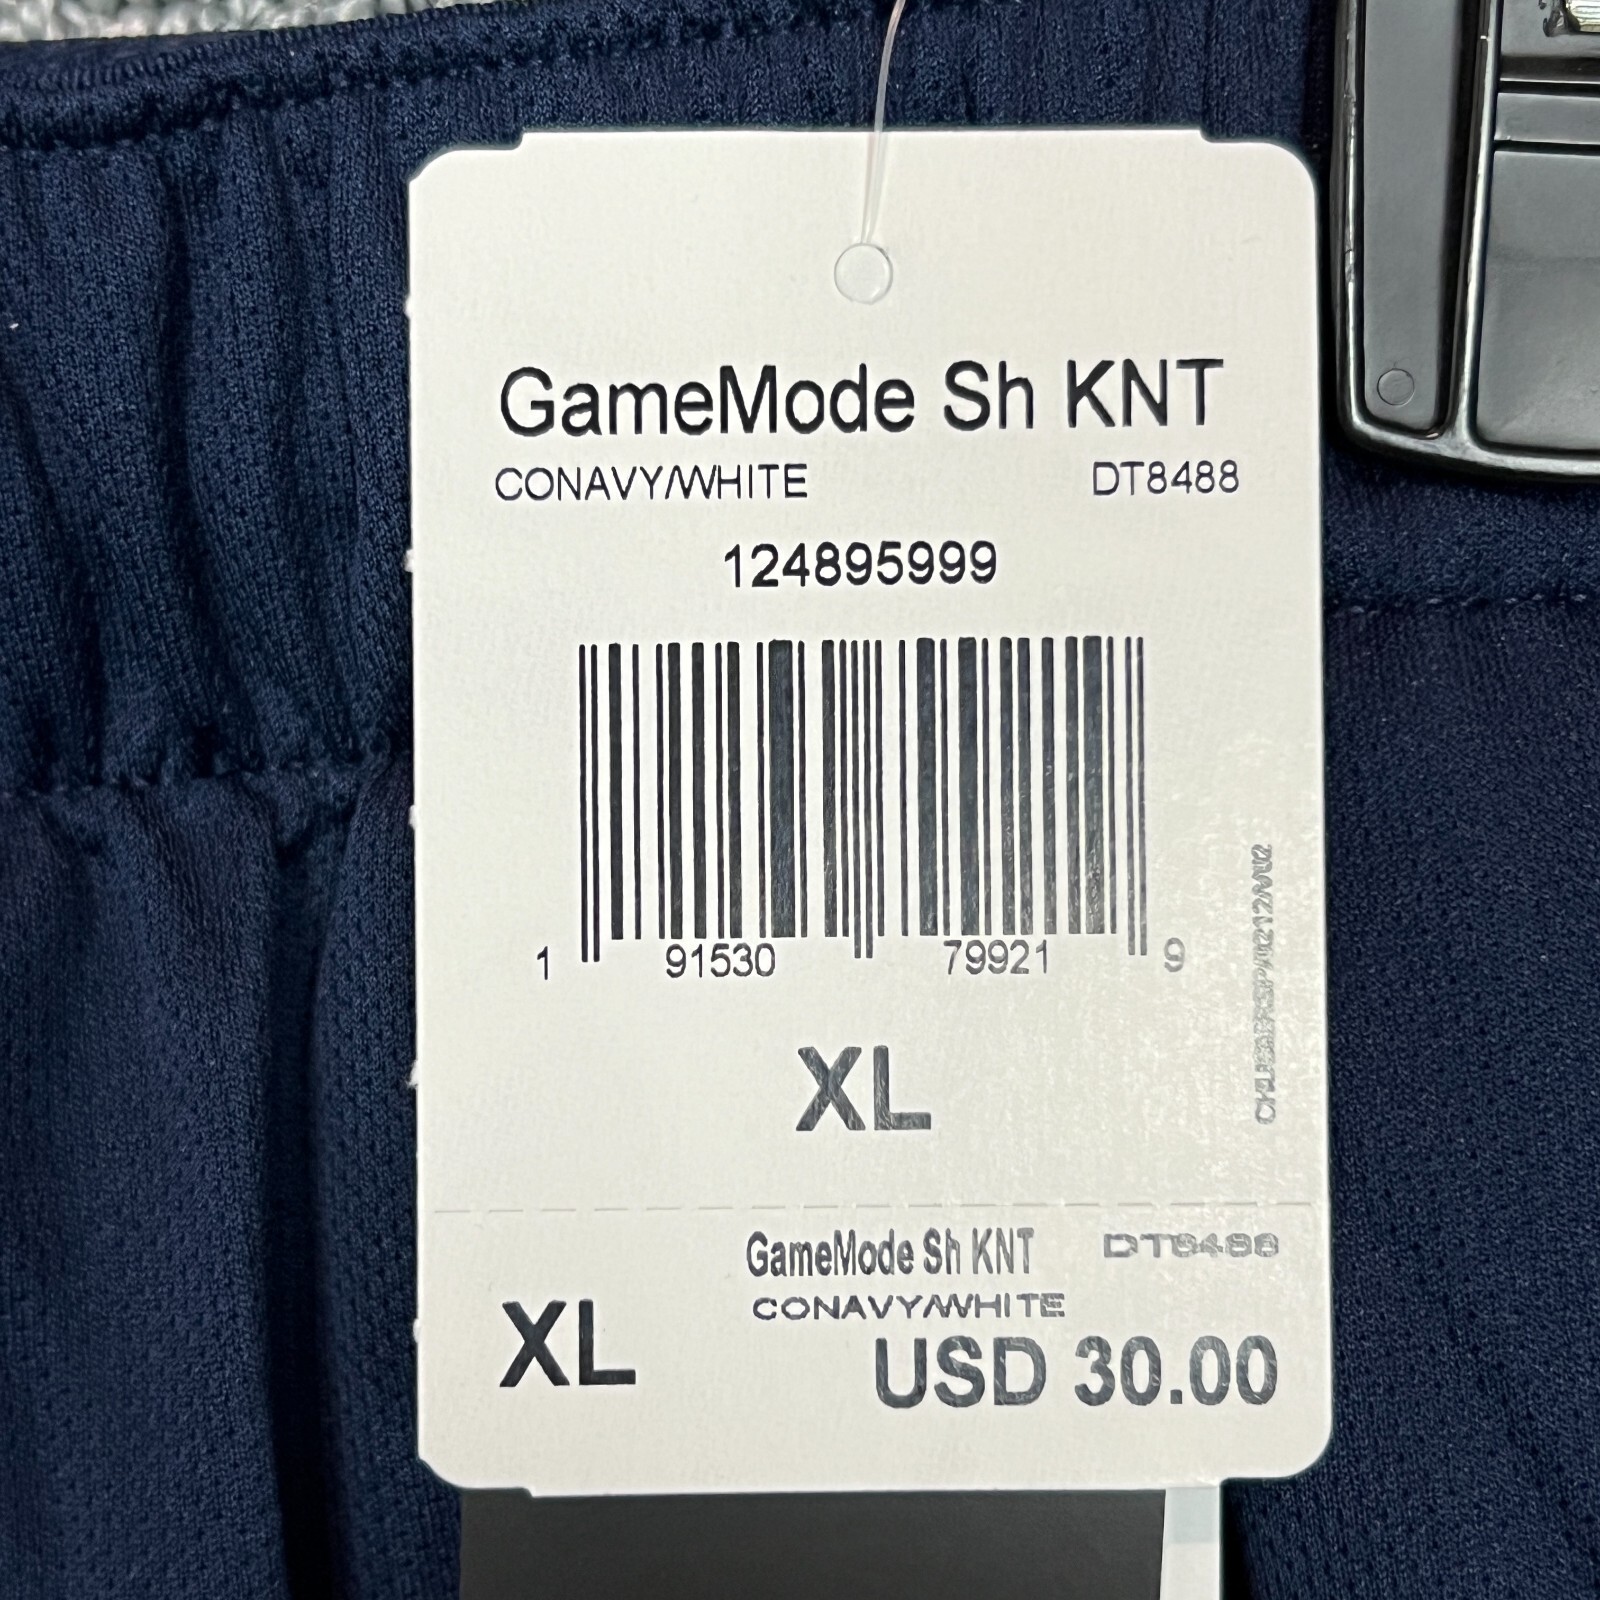 GameMode Sh KNT
CONAVY/WHITE DT8488
124895999
1 91530 79921 9
XL
GameMode Sh KNT DT8488
CONAVY/WHITE
XL USD 30.00